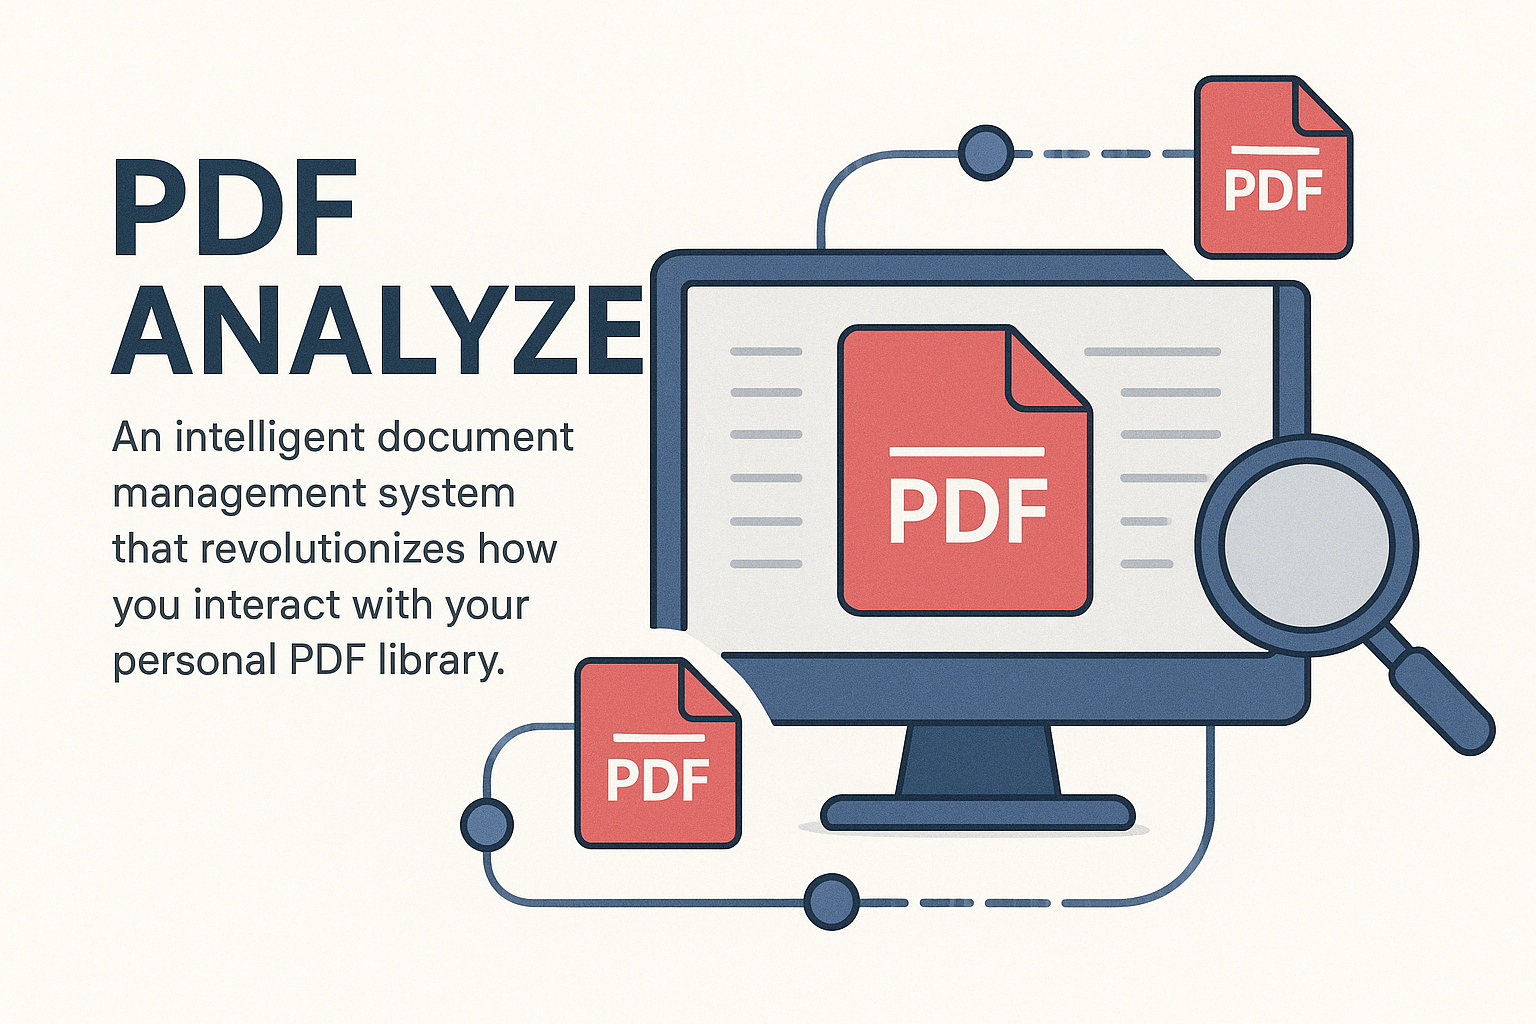 PDF
ANALYZE
An intelligent document
management system
that revolutionizes how
you interact with your
personal PDF library.
PDF
PDF
PDF